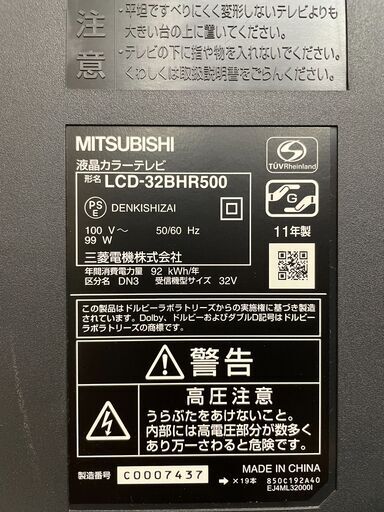 注意
・平坦ですべりにくく変形しないテレビよりも
大きい台の上に置いてください。
・テレビの下に指や物を入れないでください。
くわしくは取扱説明書をごらんください。
MITSUBISHI
液晶カラーテレビ
形名 LCD-32BHR500
PS
E
DENKISHIZAI
100 V～ 50/60 Hz
99 W
三菱電機株式会社
年間消費電力量 92 kWh/年
区分名 DN3 受信機型サイズ 32V
TÜVRheinland
G
11年製
この製品はドルビーラボラトリーズからの実施権に基づき製造
されています。Dolby、ドルビーおよびダブルD記号はドルビー
ラボラトリーズの商標です。
警告
高圧注意
うらぶたをあけないこと。
内部には高電圧部分が数多く
あり万一さわると危険です。
製造番号 C0007437
×19本
MADE IN CHINA
850C192A40
EJ4ML32000I